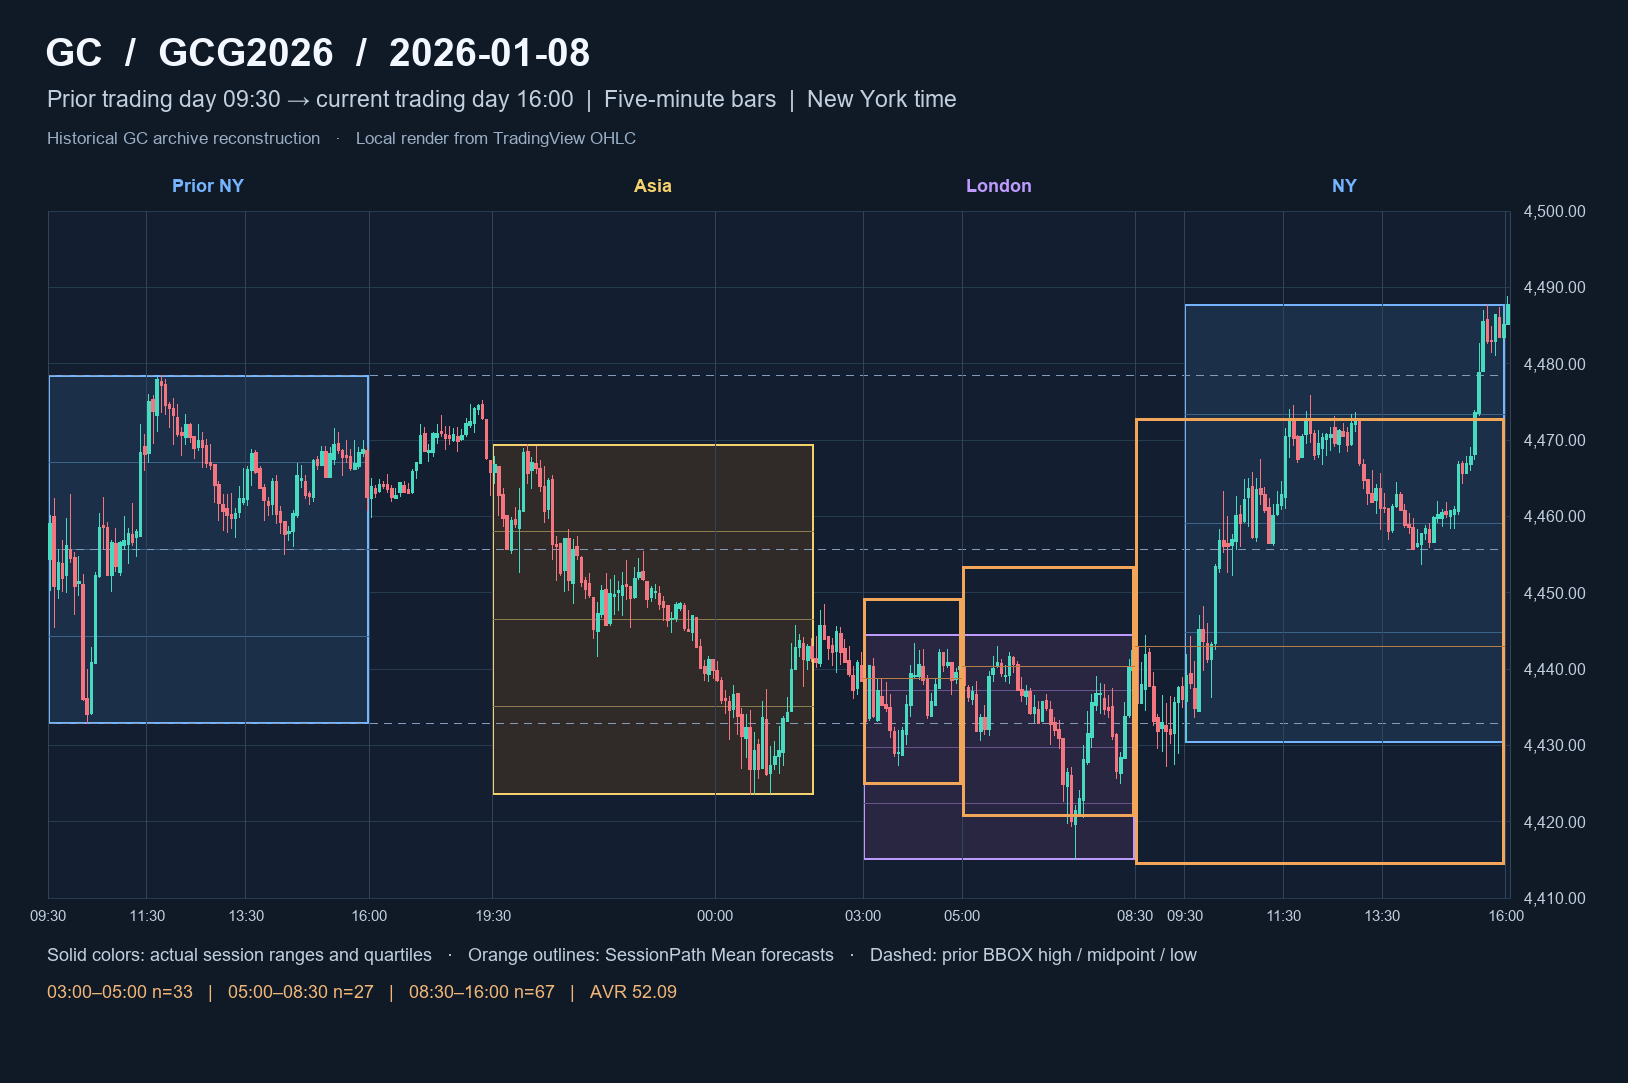 GC / GCG2026 / 2026-01-08
Prior trading day 09:30 → current trading day 16:00 | Five-minute bars | New York time
Historical GC archive reconstruction · Local render from TradingView OHLC
Prior NY Asia London NY
4,500.00
4,490.00
4,480.00
4,470.00
4,460.00
4,450.00
4,440.00
4,430.00
4,420.00
4,410.00
09:30 11:30 13:30 16:00 19:30 00:00 03:00 05:00 08:30 09:30 11:30 13:30 16:00
Solid colors: actual session ranges and quartiles · Orange outlines: SessionPath Mean forecasts · Dashed: prior BBOX high / midpoint / low
03:00–05:00 n=33 | 05:00–08:30 n=27 | 08:30–16:00 n=67 | AVR 52.09